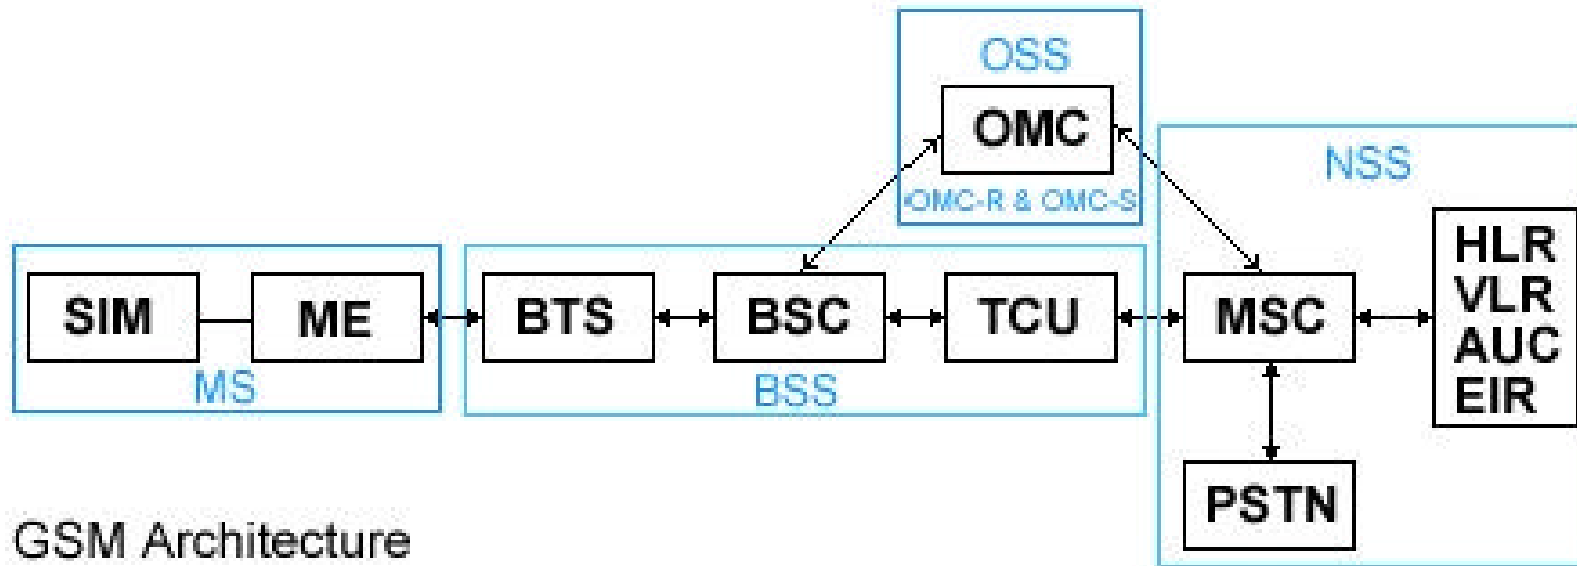 OSS
OMC
OMC-R & OMC-S
NSS
SIM
ME
MS
BTS
BSC
TCU
BSS
MSC
HLR
VLR
AUC
EIR
PSTN
GSM Architecture